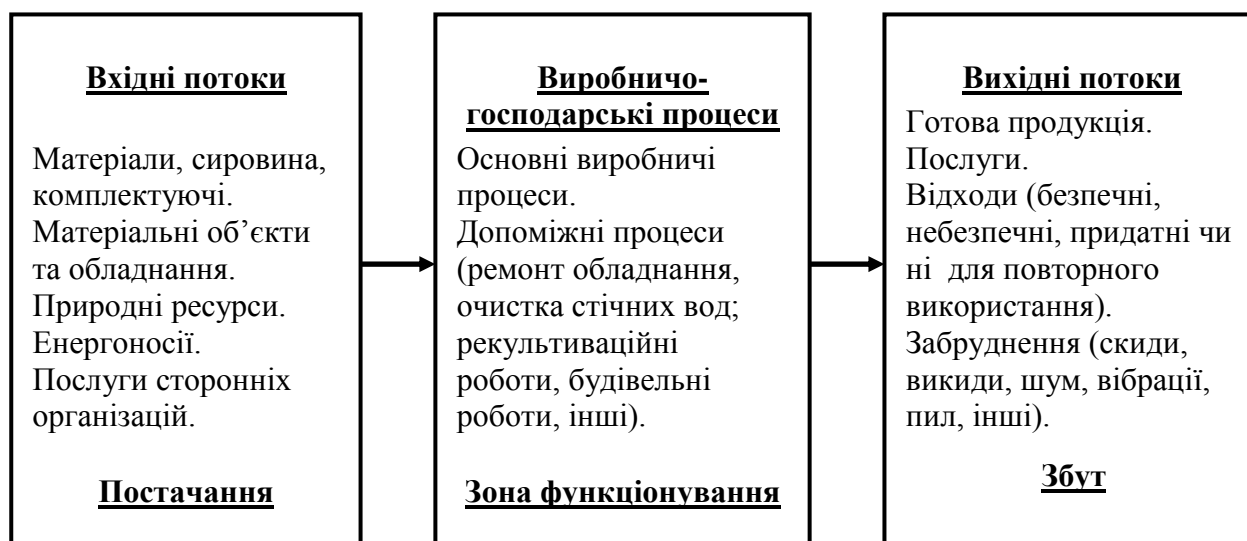 Вхідні потоки
Матеріали, сировина,
комплектуючі.
Матеріальні об’єкти
та обладнання.
Природні ресурси.
Енергоносії.
Послуги сторонніх
організацій.
Постачання
Виробничо-
господарські процеси
Основні виробничі
процеси.
Допоміжні процеси
(ремонт обладнання,
очистка стічних вод;
рекультиваційні
роботи, будівельні
роботи, інші).
Зона функціонування
Вихідні потоки
Готова продукція.
Послуги.
Відходи (безпечні,
небезпечні, придатні чи
ні для повторного
використання).
Забруднення (скиди,
викиди, шум, вібрації,
пил, інші).
Збут